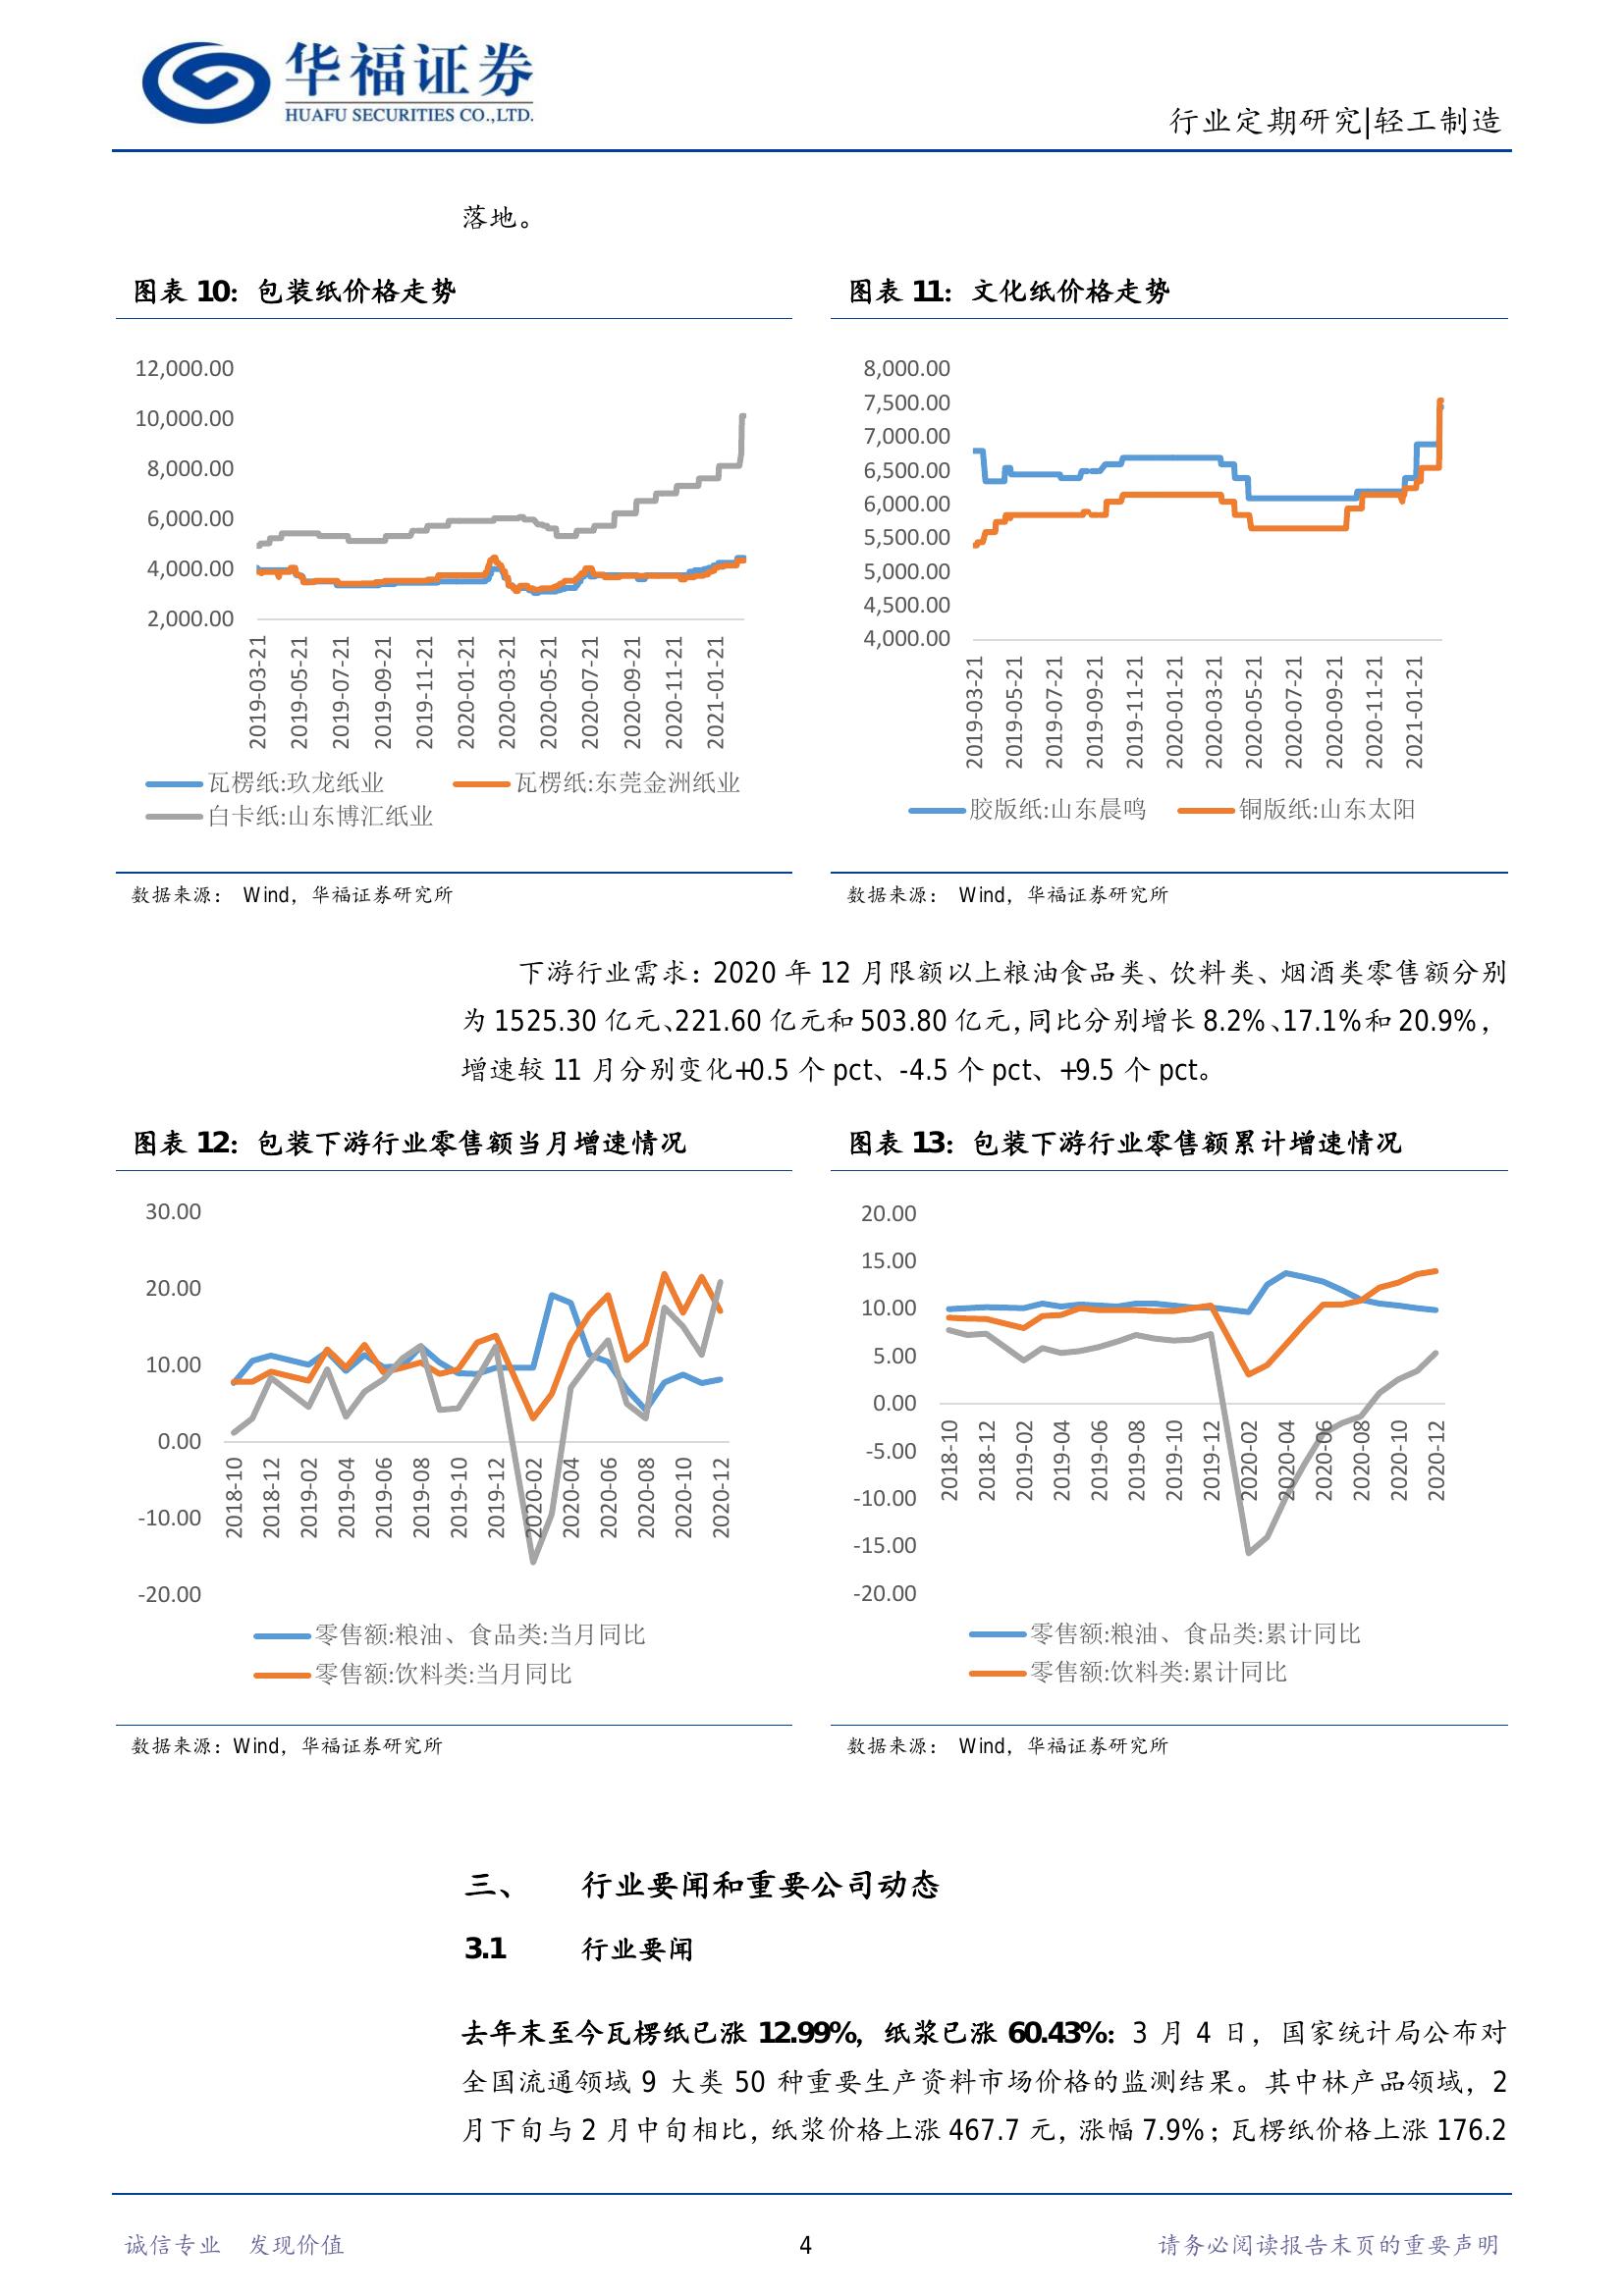 华福证券
HUAFU SECURITIES CO.,LTD.
行业定期研究|轻工制造
落地。
图表 10：包装纸价格走势
12,000.00
10,000.00
8,000.00
6,000.00
4,000.00
2,000.00
2019-03-21
2019-05-21
2019-07-21
2019-09-21
2019-11-21
2020-01-21
2020-03-21
2020-05-21
2020-07-21
2020-09-21
2020-11-21
2021-01-21
瓦楞纸:玖龙纸业
瓦楞纸:东莞金洲纸业
白卡纸:山东博汇纸业
数据来源： Wind，华福证券研究所
图表 11：文化纸价格走势
8,000.00
7,500.00
7,000.00
6,500.00
6,000.00
5,500.00
5,000.00
4,500.00
4,000.00
2019-03-21
2019-05-21
2019-07-21
2019-09-21
2019-11-21
2020-01-21
2020-03-21
2020-05-21
2020-07-21
2020-09-21
2020-11-21
2021-01-21
胶版纸:山东晨鸣
铜版纸:山东太阳
数据来源： Wind，华福证券研究所
下游行业需求：2020 年 12 月限额以上粮油食品类、饮料类、烟酒类零售额分别
为 1525.30 亿元、221.60 亿元和 503.80 亿元，同比分别增长 8.2%、17.1%和 20.9%，
增速较 11 月分别变化+0.5 个 pct、-4.5 个 pct、+9.5 个 pct。
图表 12：包装下游行业零售额当月增速情况
30.00
20.00
10.00
0.00
-10.00
-20.00
2018-10
2018-12
2019-02
2019-04
2019-06
2019-08
2019-10
2019-12
2020-02
2020-04
2020-06
2020-08
2020-10
2020-12
零售额:粮油、食品类:当月同比
零售额:饮料类:当月同比
数据来源：Wind，华福证券研究所
图表 13：包装下游行业零售额累计增速情况
20.00
15.00
10.00
5.00
0.00
-5.00
-10.00
-15.00
-20.00
2018-10
2018-12
2019-02
2019-04
2019-06
2019-08
2019-10
2019-12
2020-02
2020-04
2020-06
2020-08
2020-10
2020-12
零售额:粮油、食品类:累计同比
零售额:饮料类:累计同比
数据来源： Wind，华福证券研究所
三、 行业要闻和重要公司动态
3.1 行业要闻
去年末至今瓦楞纸已涨 12.99%，纸浆已涨 60.43%：3 月 4 日，国家统计局公布对
全国流通领域 9 大类 50 种重要生产资料市场价格的监测结果。其中林产品领域，2
月下旬与 2 月中旬相比，纸浆价格上涨 467.7 元，涨幅 7.9%；瓦楞纸价格上涨 176.2
诚信专业 发现价值
4
请务必阅读报告末页的重要声明